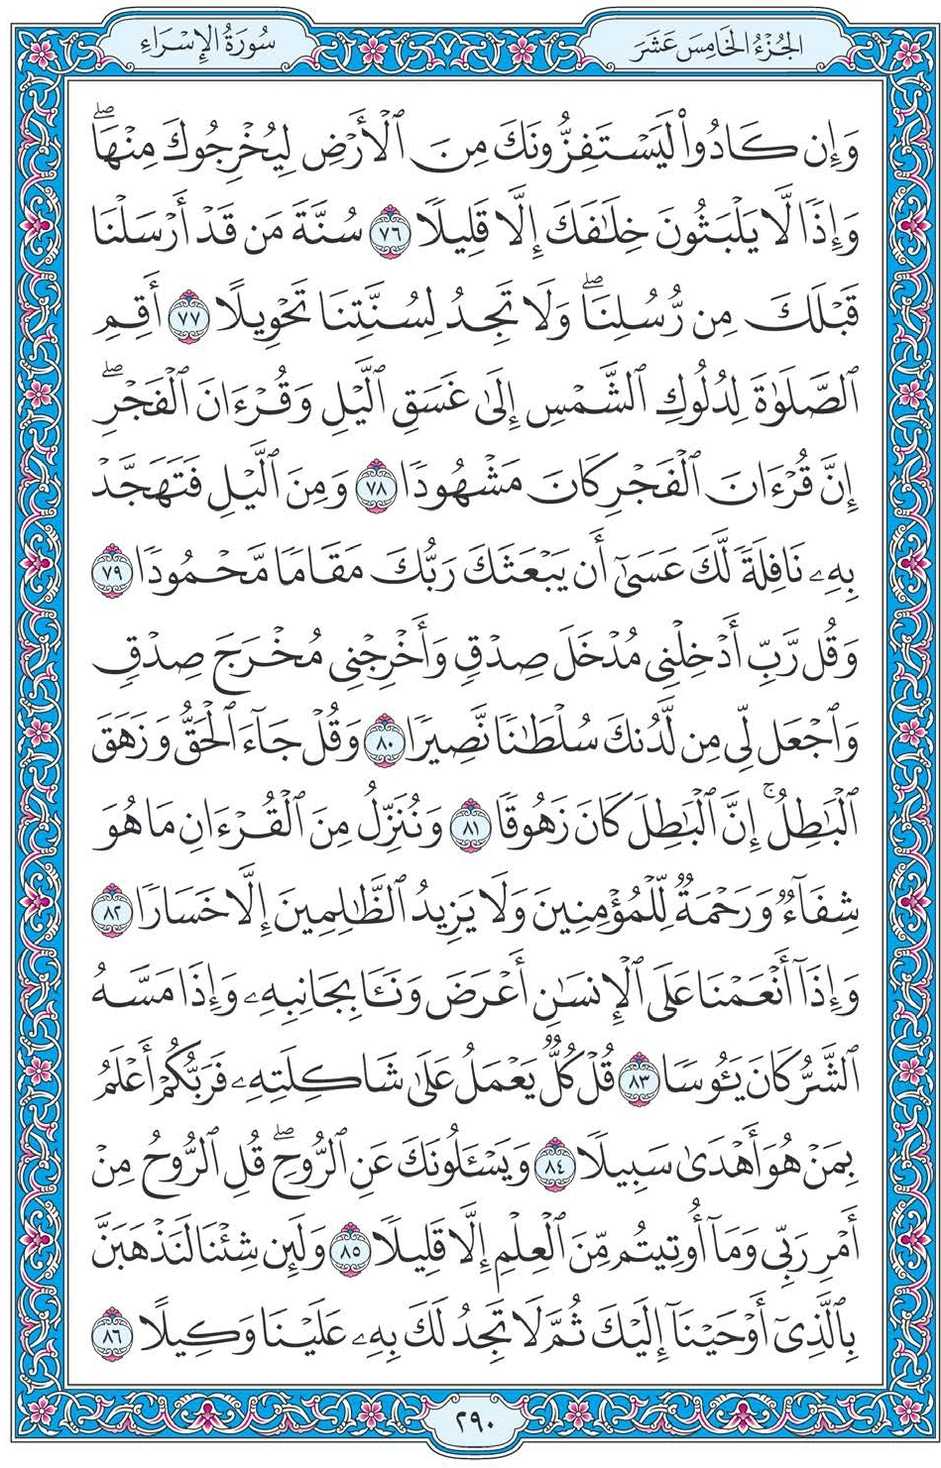 الجُزْءُ الخَامِسَ عَشَرَ
سُورَةُ الإِسْرَاءِ
وَإِن كَادُواْ لَيَسْتَفِزُّونَكَ مِنَ ٱلْأَرْضِ لِيُخْرِجُوكَ مِنْهَاۖ
وَإِذًا لَّا يَلْبَثُونَ خِلَٰفَكَ إِلَّا قَلِيلًا ٧٦ سُنَّةَ مَن قَدْ أَرْسَلْنَا
قَبْلَكَ مِن رُّسُلِنَاۖ وَلَا تَجِدُ لِسُنَّتِنَا تَحْوِيلًا ٧٧ أَقِمِ
ٱلصَّلَوٰةَ لِدُلُوكِ ٱلشَّمْسِ إِلَىٰ غَسَقِ ٱلَّيْلِ وَقُرْءَانَ ٱلْفَجْرِۖ
إِنَّ قُرْءَانَ ٱلْفَجْرِ كَانَ مَشْهُودًا ٧٨ وَمِنَ ٱلَّيْلِ فَتَهَجَّدْ
بِهِۦ نَافِلَةً لَّكَ عَسَىٰٓ أَن يَبْعَثَكَ رَبُّكَ مَقَامًا مَّحْمُودًا ٧٩
وَقُل رَّبِّ أَدْخِلْنِى مُدْخَلَ صِدْقٍ وَأَخْرِجْنِى مُخْرَجَ صِدْقٍ
وَٱجْعَل لِّى مِن لَّدُنكَ سُلْطَٰنًا نَّصِيرًا ٨٠ وَقُلْ جَآءَ ٱلْحَقُّ وَزَهَقَ
ٱلْبَٰطِلُۚ إِنَّ ٱلْبَٰطِلَ كَانَ زَهُوقًا ٨١ وَنُنَزِّلُ مِنَ ٱلْقُرْءَانِ مَا هُوَ
شِفَآءٌ وَرَحْمَةٌ لِّلْمُؤْمِنِينَ وَلَا يَزِيدُ ٱلظَّٰلِمِينَ إِلَّا خَسَارًا ٨٢
وَإِذَآ أَنْعَمْنَا عَلَى ٱلْإِنسَٰنِ أَعْرَضَ وَنَـَٔا بِجَانِبِهِۦ وَإِذَا مَسَّهُ
ٱلشَّرُّ كَانَ يَـُٔوسًا ٨٣ قُلْ كُلٌّ يَعْمَلُ عَلَىٰ شَاكِلَتِهِۦ فَرَبُّكُمْ أَعْلَمُ
بِمَنْ هُوَ أَهْدَىٰ سَبِيلًا ٨٤ وَيَسْـَٔلُونَكَ عَنِ ٱلرُّوحِۖ قُلِ ٱلرُّوحُ مِنْ
أَمْرِ رَبِّى وَمَآ أُوتِيتُم مِّنَ ٱلْعِلْمِ إِلَّا قَلِيلًا ٨٥ وَلَئِن شِئْنَا لَنَذْهَبَنَّ
بِٱلَّذِىٓ أَوْحَيْنَآ إِلَيْكَ ثُمَّ لَا تَجِدُ لَكَ بِهِۦ عَلَيْنَا وَكِيلًا ٨٦
٢٩٠